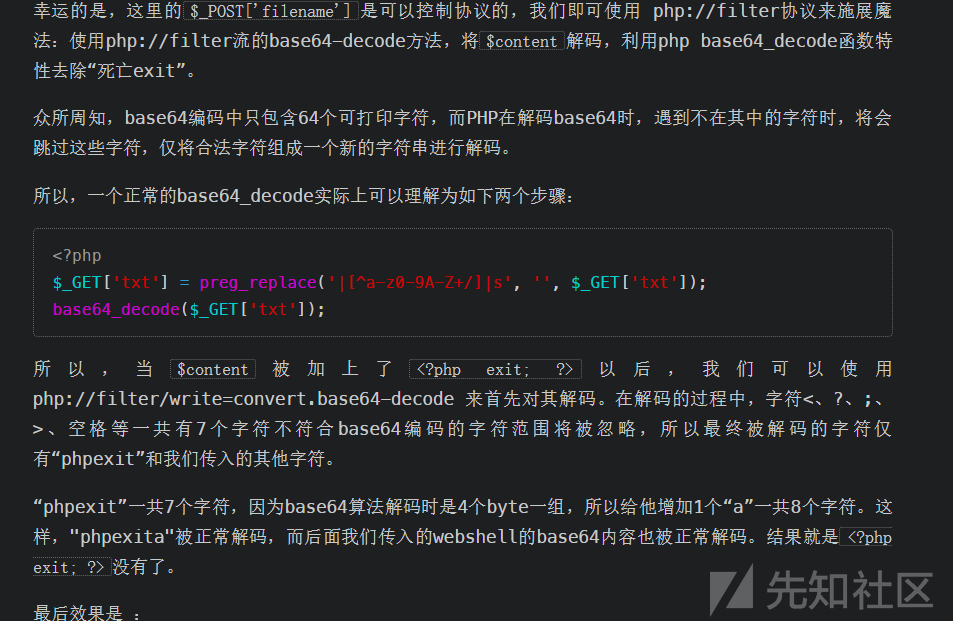 幸运的是，这里的 $_POST['filename'] 是可以控制协议的，我们即可使用 php://filter协议来施展魔
法：使用php://filter流的base64-decode方法，将 $content 解码，利用php base64_decode函数特
性去除“死亡exit”。
众所周知，base64编码中只包含64个可打印字符，而PHP在解码base64时，遇到不在其中的字符时，将会
跳过这些字符，仅将合法字符组成一个新的字符串进行解码。
所以，一个正常的base64_decode实际上可以理解为如下两个步骤：
<?php
$_GET['txt'] = preg_replace('|[^a-z0-9A-Z+/]|s', '', $_GET['txt']);
base64_decode($_GET['txt']);
所以，当 $content 被加上了 <?php exit; ?> 以后，我们可以使用
php://filter/write=convert.base64-decode 来首先对其解码。在解码的过程中，字符<、?、;、
>、空格等一共有7个字符不符合base64编码的字符范围将被忽略，所以最终被解码的字符仅
有“phpexit”和我们传入的其他字符。
“phpexit”一共7个字符，因为base64算法解码时是4个byte一组，所以给他增加1个“a”一共8个字符。这
样，"phpexita"被正常解码，而后面我们传入的webshell的base64内容也被正常解码。结果就是 <?php
exit; ?> 没有了。
最后效果是 ：
先知社区